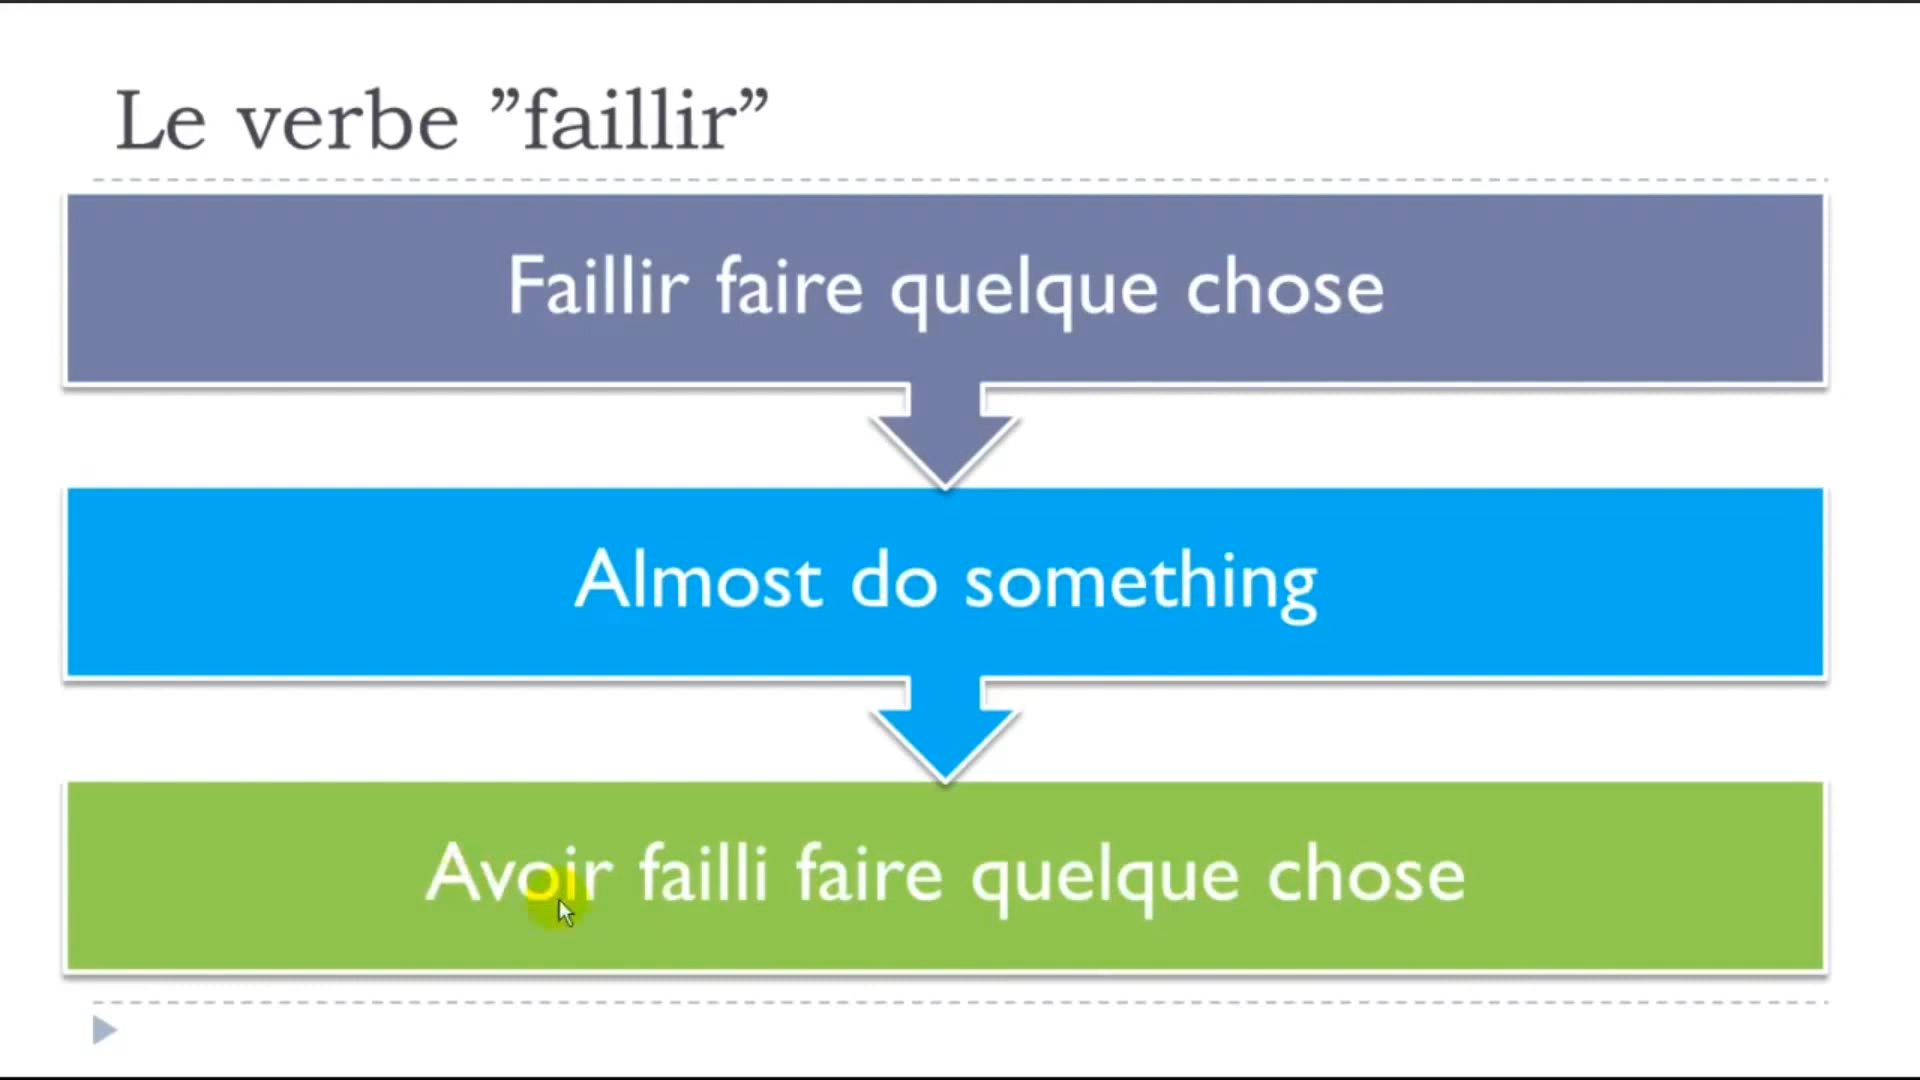 Le verbe ”faillir”
Faillir faire quelque chose
Almost do something
Avoir failli faire quelque chose